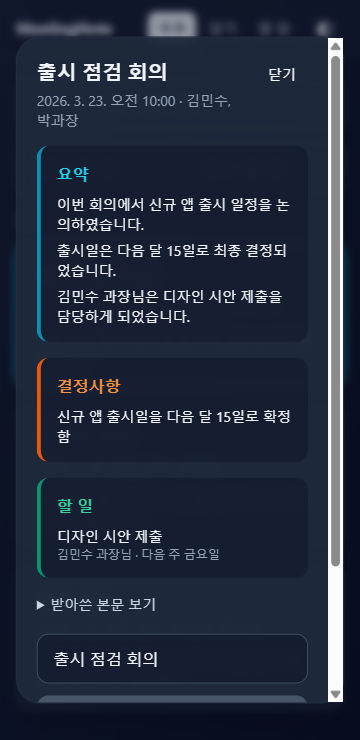 출시 점검 회의
닫기
2026. 3. 23. 오전 10:00 · 김민수,
박과장
요약
이번 회의에서 신규 앱 출시 일정을 논
의하였습니다.
출시일은 다음 달 15일로 최종 결정되
었습니다.
김민수 과장님은 디자인 시안 제출을
담당하게 되었습니다.
결정사항
신규 앱 출시일을 다음 달 15일로 확정
함
할 일
디자인 시안 제출
김민수 과장님 · 다음 주 금요일
▶ 받아쓴 본문 보기
출시 점검 회의